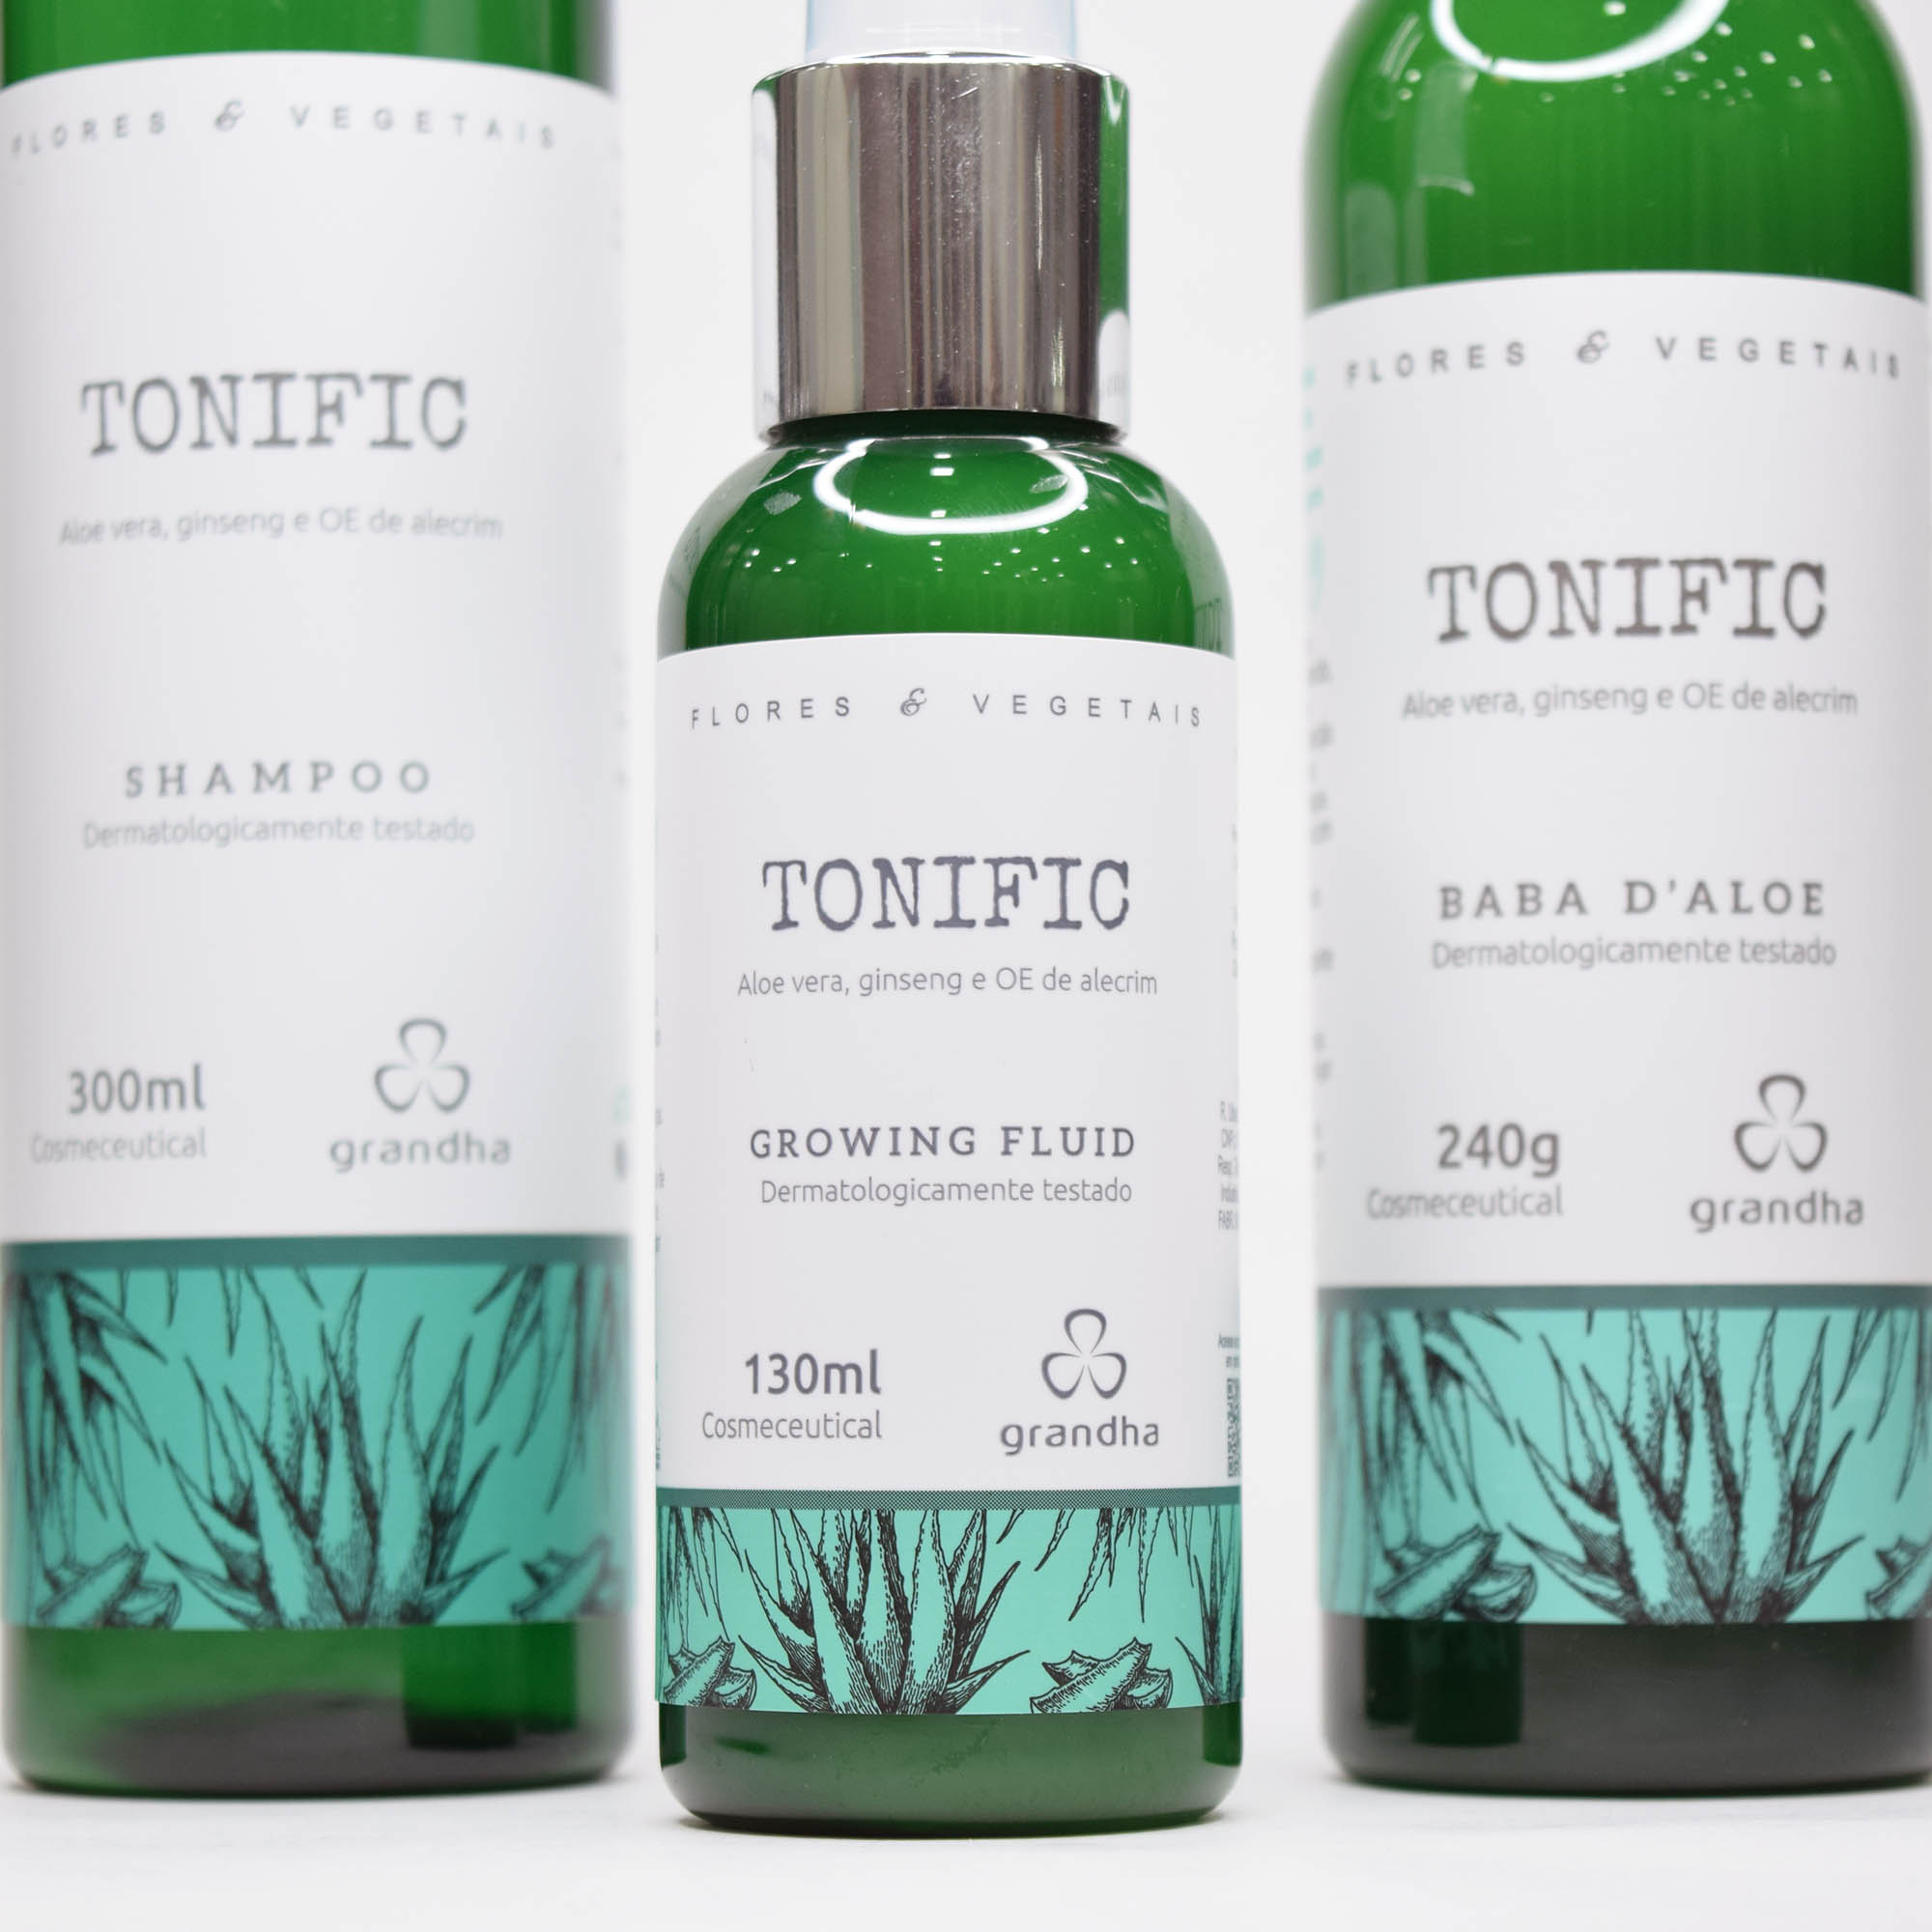 FLORES & VEGETAIS
TONIFIC
Aloe vera, ginseng e OE de alecrim
SHAMPOO
Dermatologicamente testado
300ml
Cosmeceutical
grandha
FLORES & VEGETAIS
TONIFIC
Aloe vera, ginseng e OE de alecrim
GROWING FLUID
Dermatologicamente testado
130ml
Cosmeceutical
grandha
FLORES & VEGETAIS
TONIFIC
Aloe vera, ginseng e OE de alecrim
BABA D'ALOE
Dermatologicamente testado
240g
Cosmeceutical
grandha